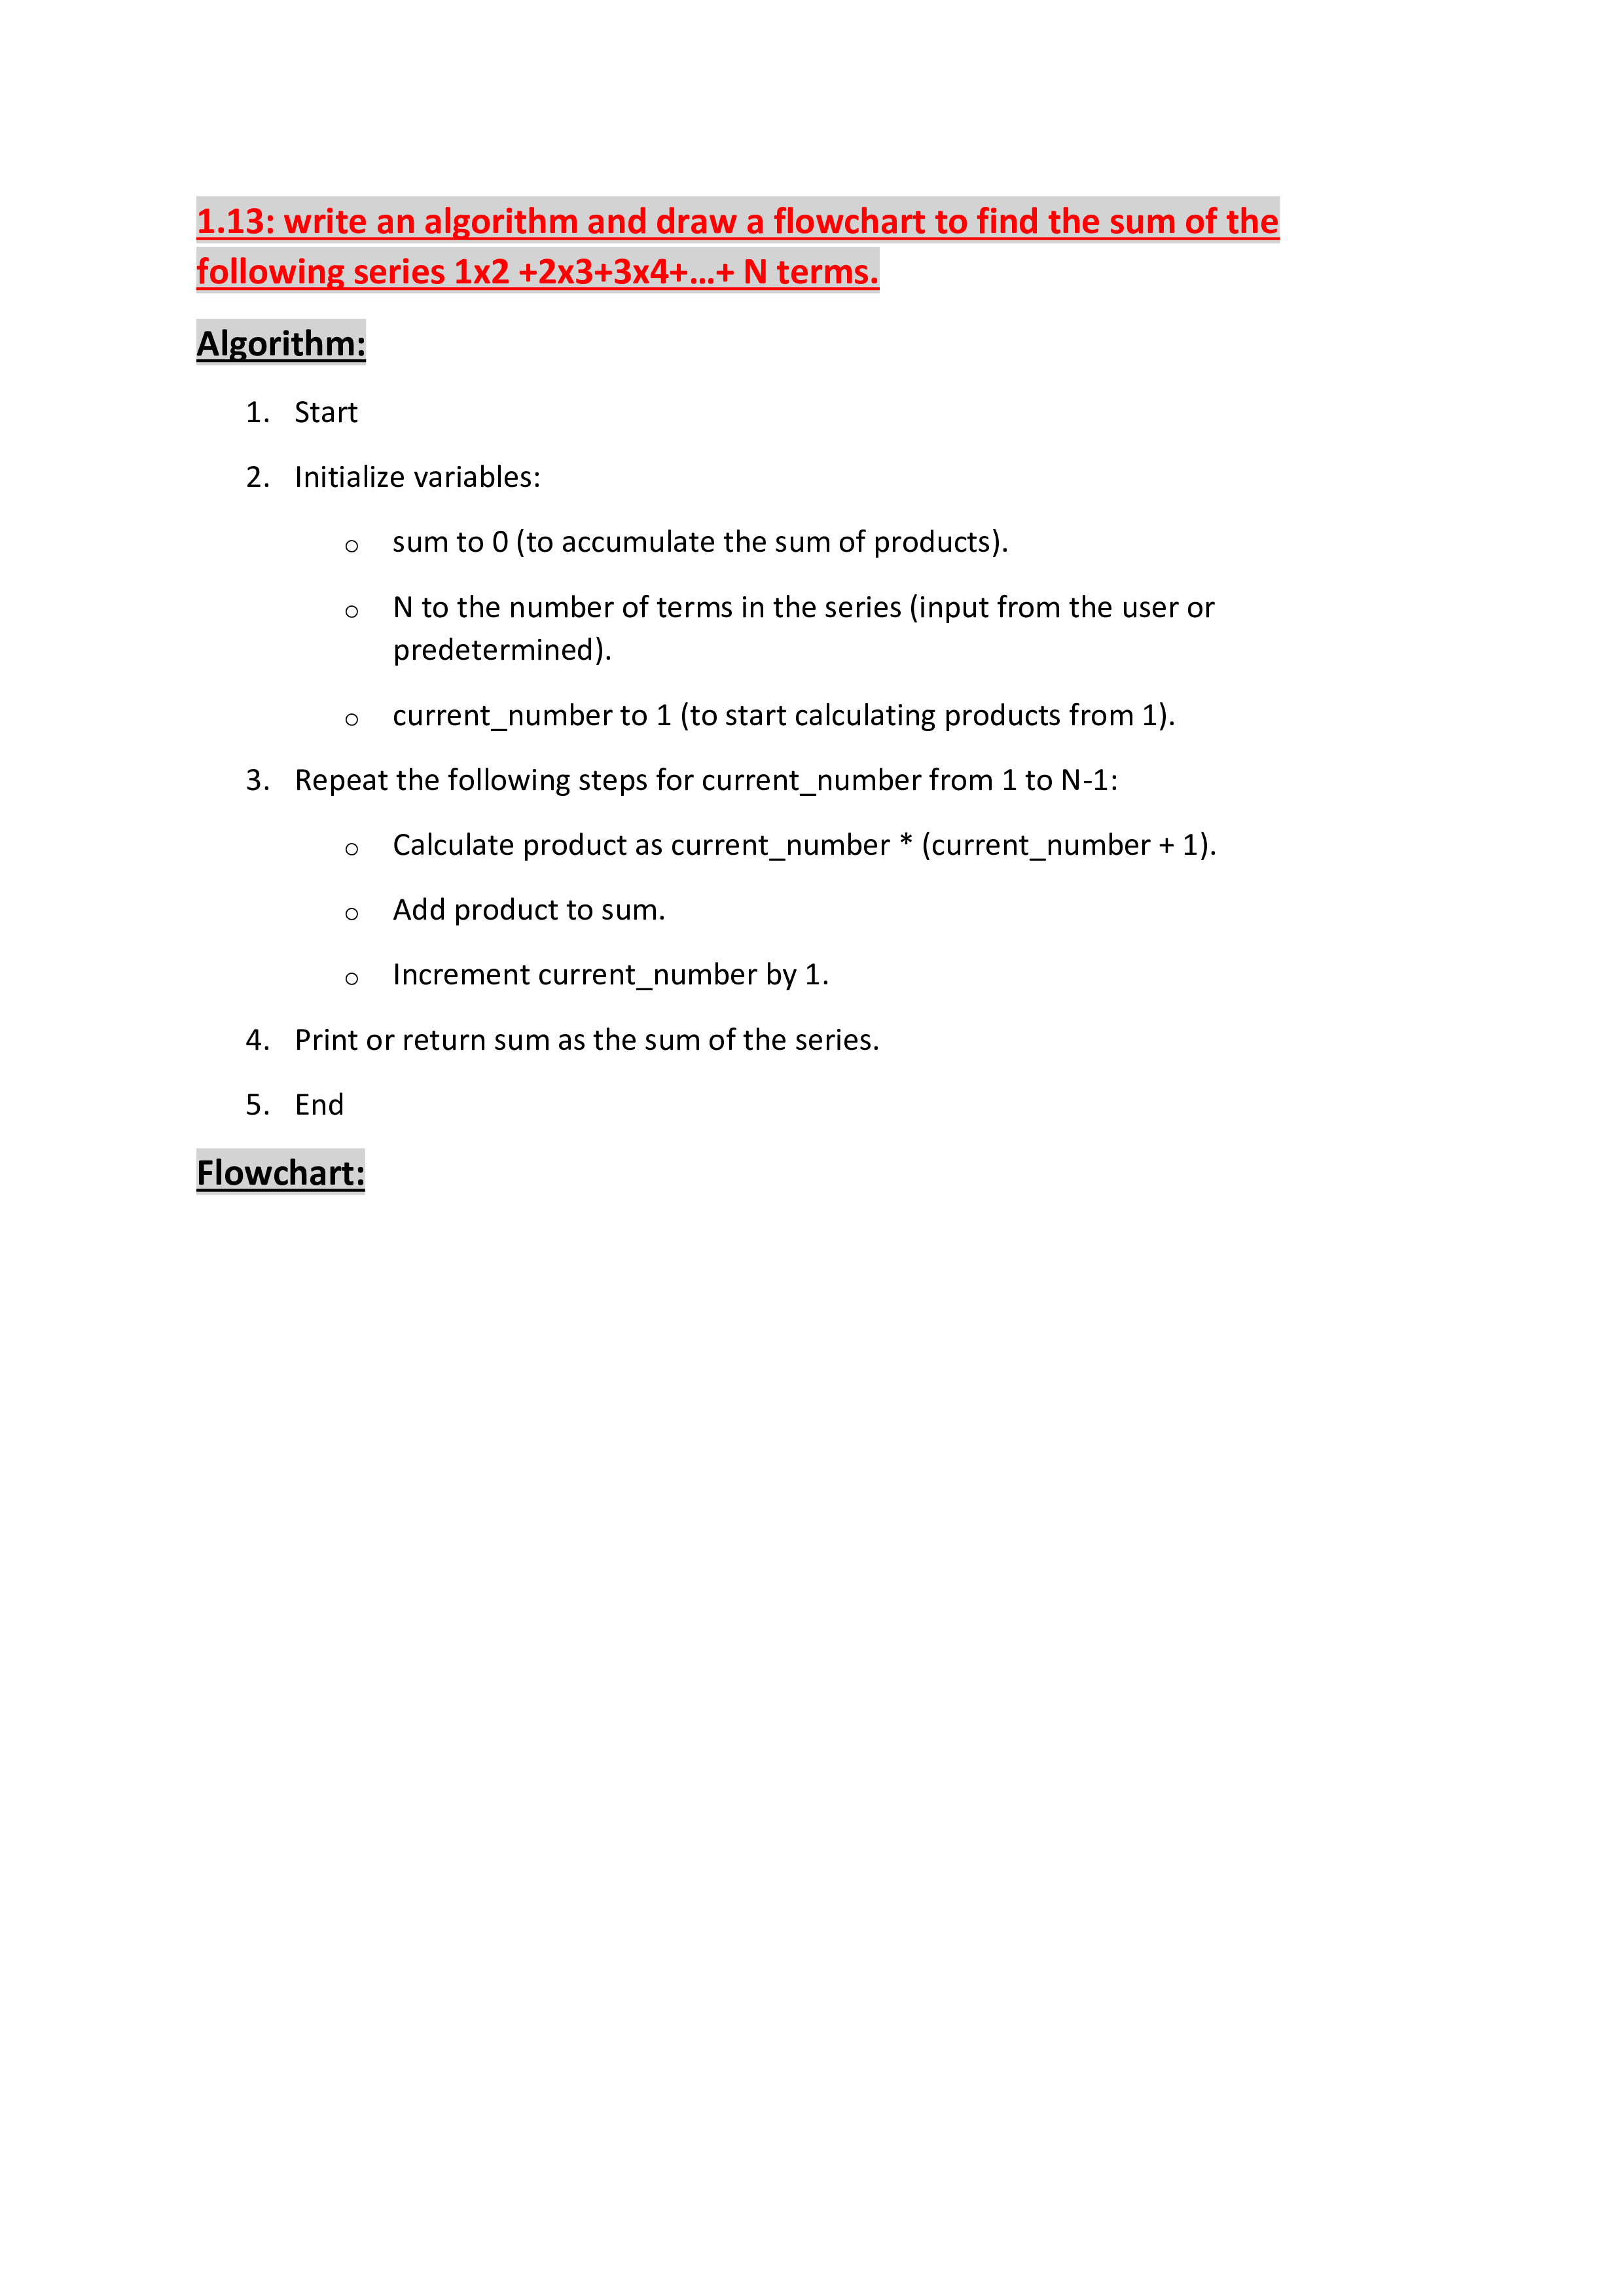 1.13: write an algorithm and draw a flowchart to find the sum of the
following series 1x2 +2x3+3x4+...+ N terms.
Algorithm:
1. Start
2. Initialize variables:
o sum to 0 (to accumulate the sum of products).
o N to the number of terms in the series (input from the user or
predetermined).
o current_number to 1 (to start calculating products from 1).
3. Repeat the following steps for current_number from 1 to N-1:
o Calculate product as current_number * (current_number + 1).
o Add product to sum.
o Increment current_number by 1.
4. Print or return sum as the sum of the series.
5. End
Flowchart: